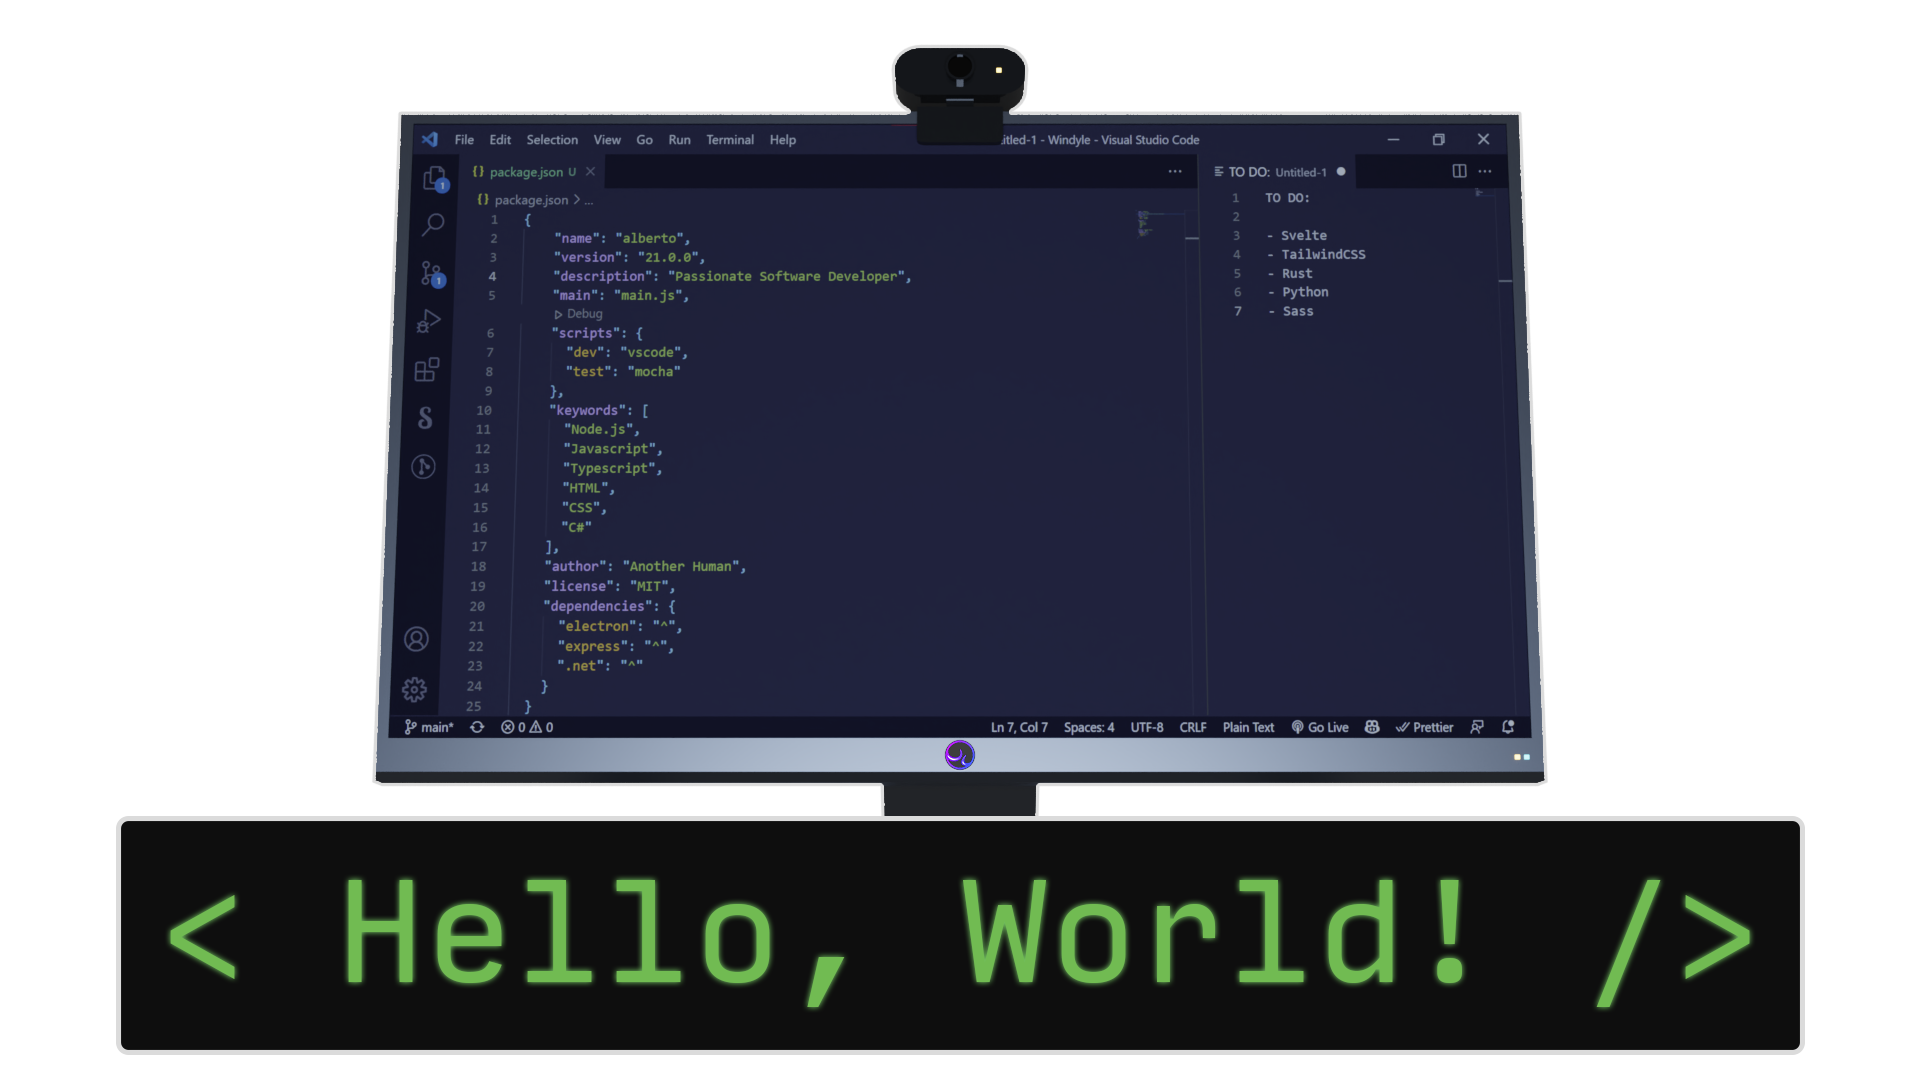 File Edit Selection View Go Run Terminal Help
itled-1 - Windyle - Visual Studio Code
package.json U
TO DO: Untitled-1
package.json > ...
1 {
2 "name": "alberto",
3 "version": "21.0.0",
4 "description": "Passionate Software Developer",
5 "main": "main.js",
Debug
6 "scripts": {
7 "dev": "vscode",
8 "test": "mocha"
9 },
10 "keywords": [
11 "Node.js",
12 "Javascript",
13 "Typescript",
14 "HTML",
15 "CSS",
16 "C#"
17 ],
18 "author": "Another Human",
19 "license": "MIT",
20 "dependencies": {
21 "electron": "^",
22 "express": "^",
23 ".net": "^"
24 }
25 }
1 TO DO:
2
3 - Svelte
4 - TailwindCSS
5 - Rust
6 - Python
7 - Sass
1
1
main* 0 0
Ln 7, Col 7 Spaces: 4 UTF-8 CRLF Plain Text Go Live Prettier
< Hello, World! />